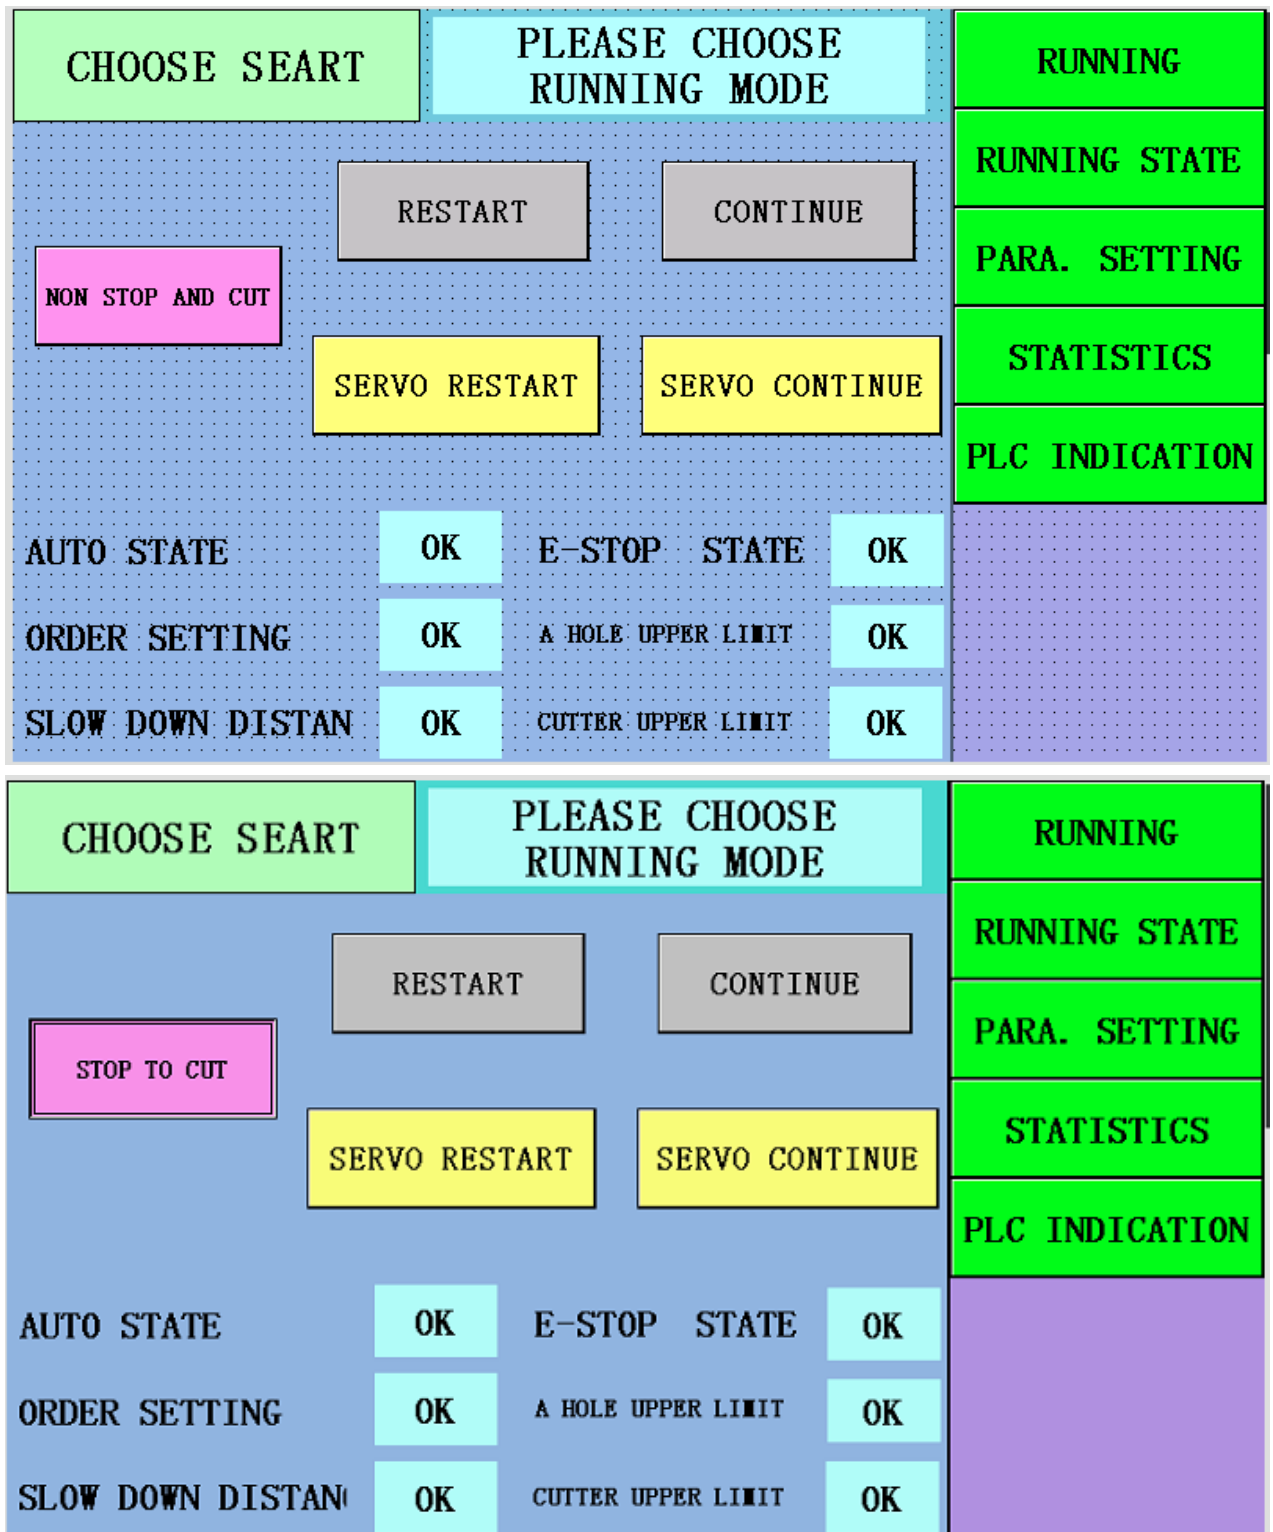 CHOOSE SEART
PLEASE CHOOSE
RUNNING MODE
RUNNING
RUNNING STATE
RESTART
CONTINUE
PARA. SETTING
NON STOP AND CUT
STATISTICS
SERVO RESTART
SERVO CONTINUE
PLC INDICATION
AUTO STATE
OK
E-STOP STATE
OK
ORDER SETTING
OK
A HOLE UPPER LIMIT
OK
SLOW DOWN DISTAN
OK
CUTTER UPPER LIMIT
OK
CHOOSE SEART
PLEASE CHOOSE
RUNNING MODE
RUNNING
RUNNING STATE
RESTART
CONTINUE
PARA. SETTING
STOP TO CUT
STATISTICS
SERVO RESTART
SERVO CONTINUE
PLC INDICATION
AUTO STATE
OK
E-STOP STATE
OK
ORDER SETTING
OK
A HOLE UPPER LIMIT
OK
SLOW DOWN DISTAN
OK
CUTTER UPPER LIMIT
OK